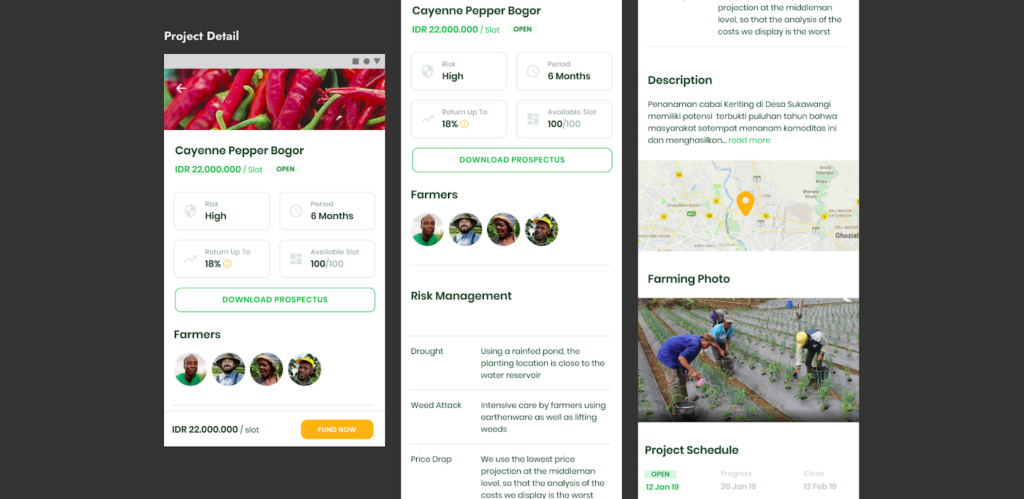 Project Detail
Cayenne Pepper Bogor
IDR 22.000.000 / Slot
OPEN
Risk
High
Period
6 Months
Return Up To
18%
Available Slot
100/100
DOWNLOAD PROSPECTUS
Farmers
IDR 22.000.000 / slot
FUND NOW
Cayenne Pepper Bogor
IDR 22.000.000 / Slot
OPEN
Risk
High
Period
6 Months
Return Up To
18%
Available Slot
100/100
DOWNLOAD PROSPECTUS
Farmers
Risk Management
Drought
Using a rainfed pond, the
planting location is close to the
water reservoir
Weed Attack
Intensive care by farmers using
earthenware as well as lifting
weeds
Price Drop
We use the lowest price
projection at the middleman
level, so that the analysis of the
costs we display is the worst
projection at the middleman
level, so that the analysis of the
costs we display is the worst
Description
Penanaman cabai Keriting di Desa Sukawangi
memiliki potensi terbukti puluhan tahun bahwa
masyarakat setempat menanam komoditas ini
dan menghasilkan... read more
RAJ NAGAR
EXTENSION
RAJ NAGAR
Ghaziab
Farming Photo
Project Schedule
OPEN
12 Jan 19
Progress
20 Jan 19
Close
12 Feb 19